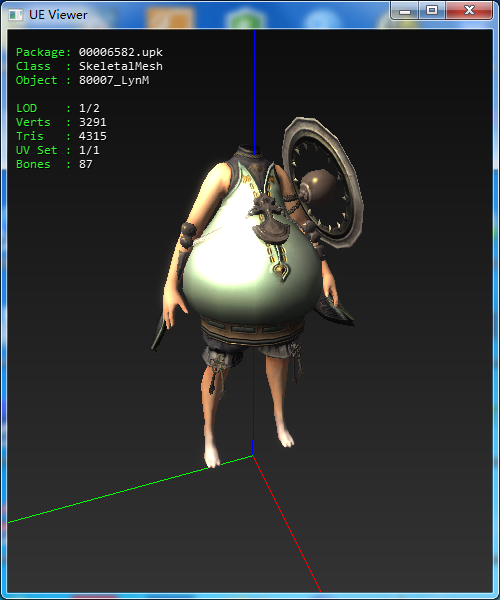 UE Viewer
Package: 00006582.upk
Class : SkeletalMesh
Object : 80007_LynM
LOD : 1/2
Verts : 3291
Tris : 4315
UV Set : 1/1
Bones : 87